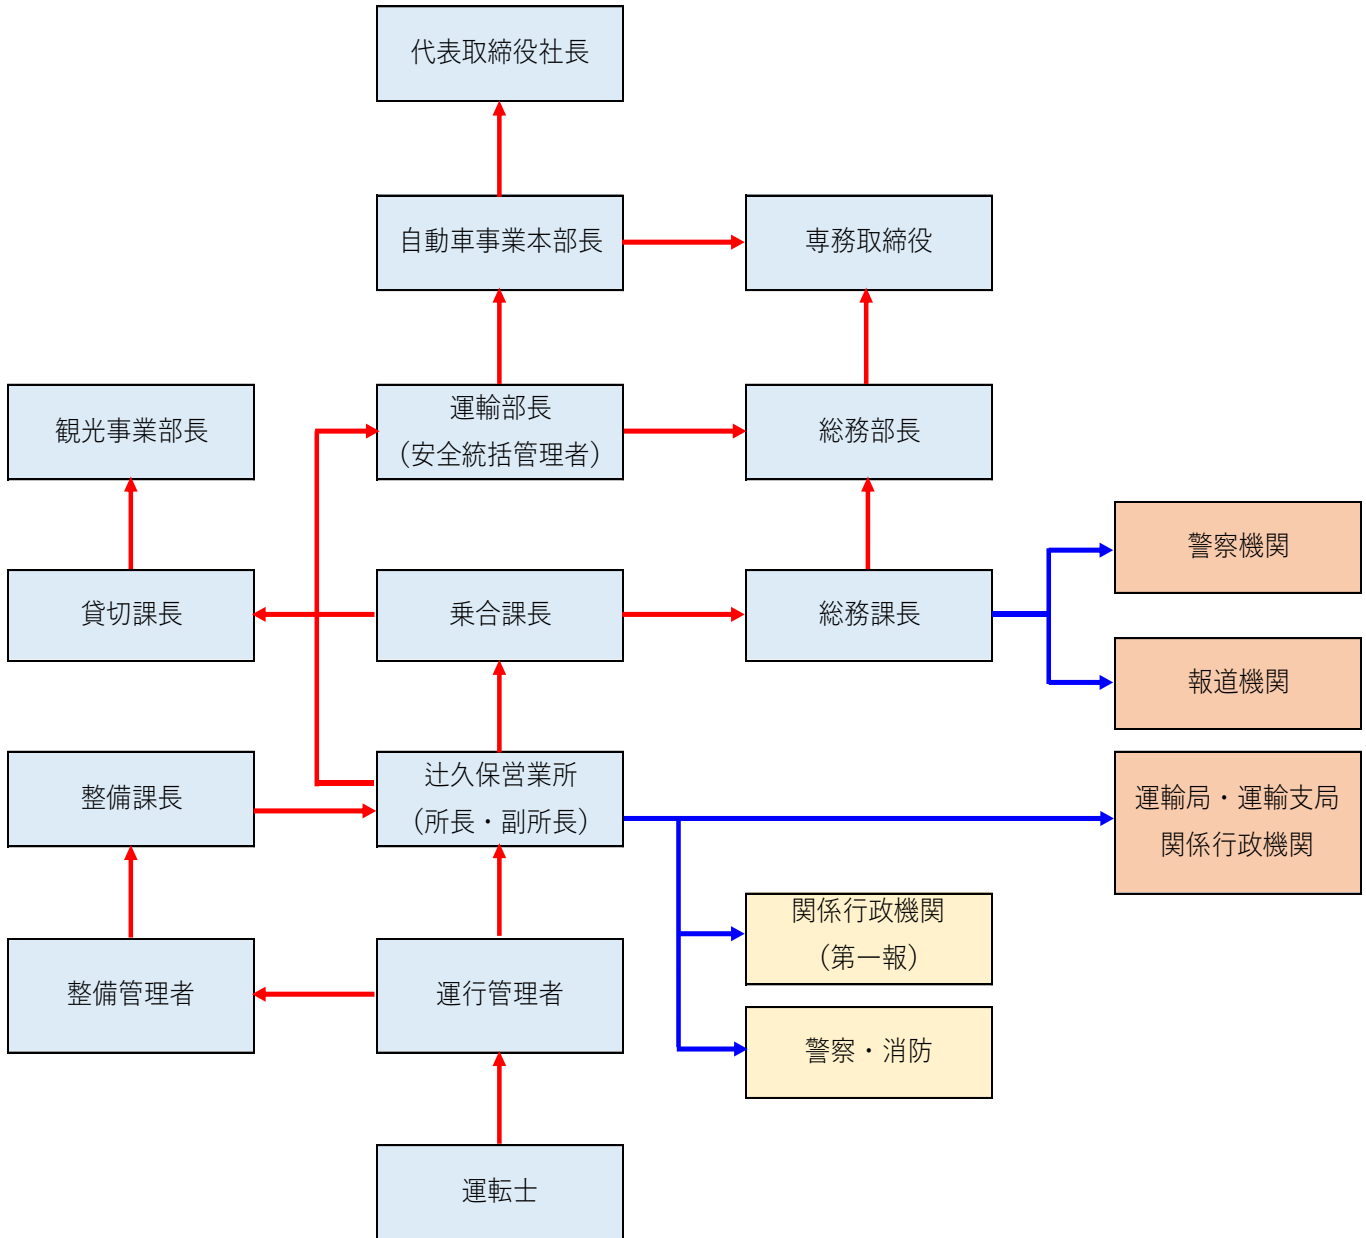 代表取締役社長
自動車事業本部長
専務取締役
観光事業部長
運輸部長
（安全統括管理者）
総務部長
警察機関
貸切課長
乗合課長
総務課長
報道機関
整備課長
辻久保営業所
（所長・副所長）
運輸局・運輸支局
関係行政機関
関係行政機関
（第一報）
整備管理者
運行管理者
警察・消防
運転士